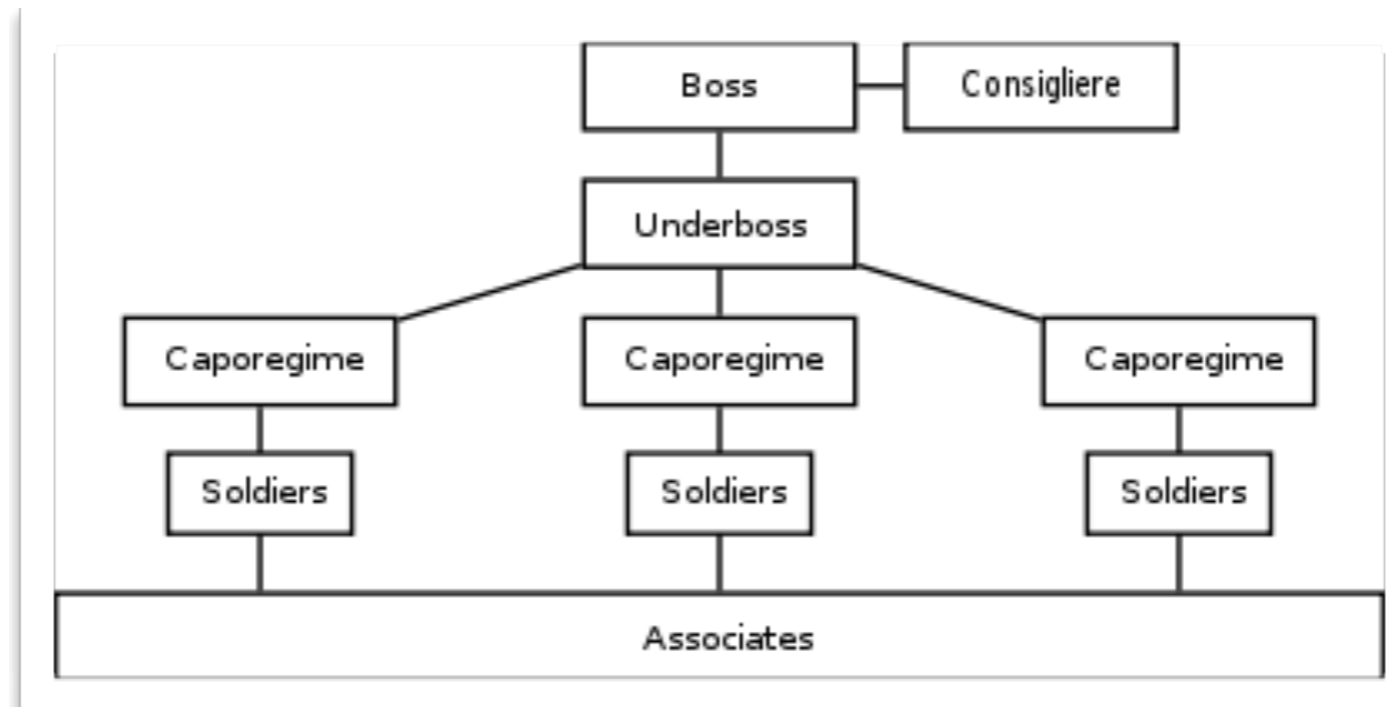 Boss
Consigliere
Underboss
Caporegime
Caporegime
Caporegime
Soldiers
Soldiers
Soldiers
Associates